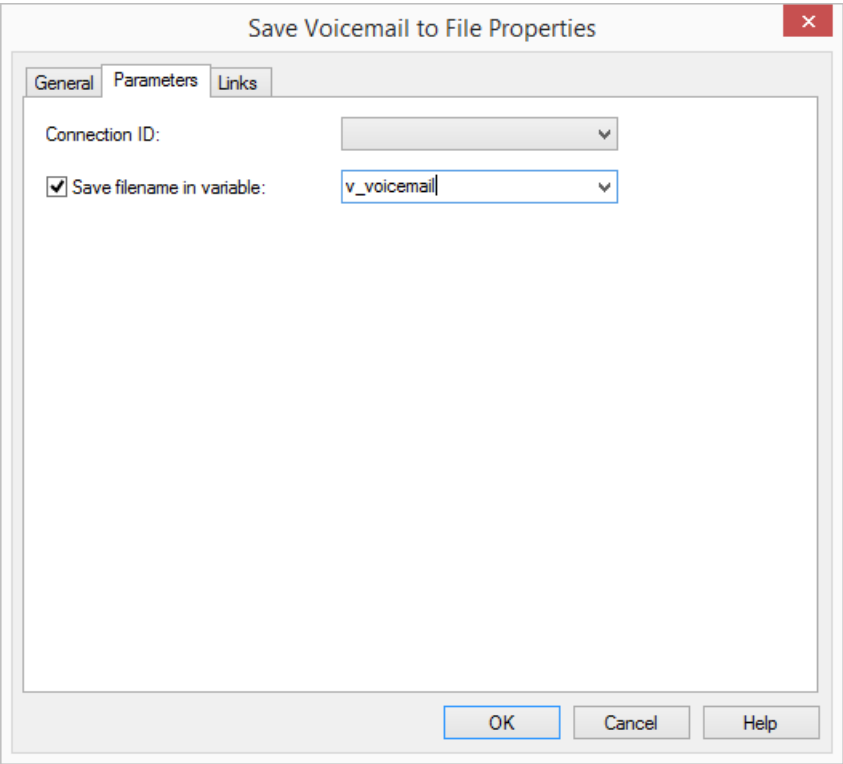 Save Voicemail to File Properties
General Parameters Links
Connection ID:
Save filename in variable: v_voicemail
OK Cancel Help